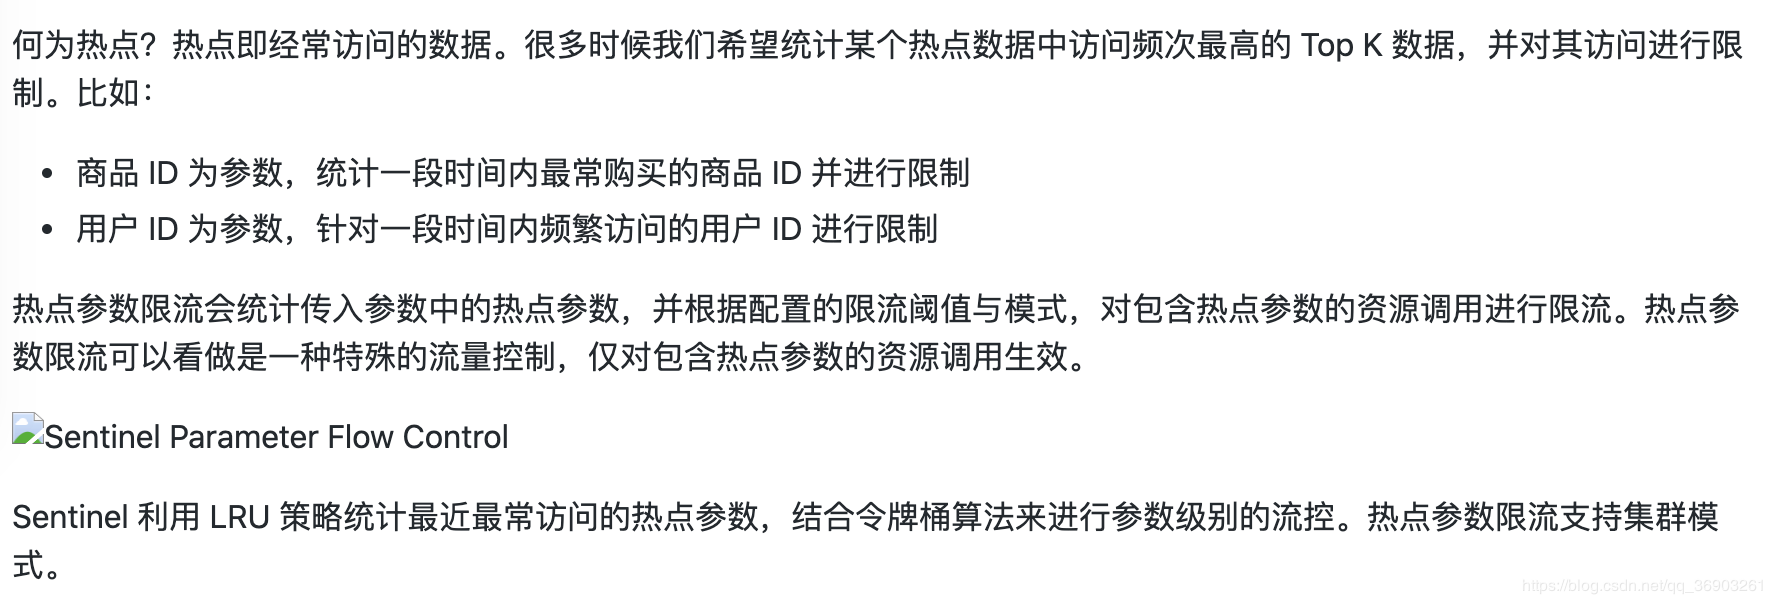 何为热点？热点即经常访问的数据。很多时候我们希望统计某个热点数据中访问频次最高的 Top K 数据，并对其访问进行限
制。比如：
• 商品 ID 为参数，统计一段时间内最常购买的商品 ID 并进行限制
• 用户 ID 为参数，针对一段时间内频繁访问的用户 ID 进行限制
热点参数限流会统计传入参数中的热点参数，并根据配置的限流阈值与模式，对包含热点参数的资源调用进行限流。热点参
数限流可以看做是一种特殊的流量控制，仅对包含热点参数的资源调用生效。
Sentinel Parameter Flow Control
Sentinel 利用 LRU 策略统计最近最常访问的热点参数，结合令牌桶算法来进行参数级别的流控。热点参数限流支持集群模
式。
https://blog.csdn.net/qq_36903261